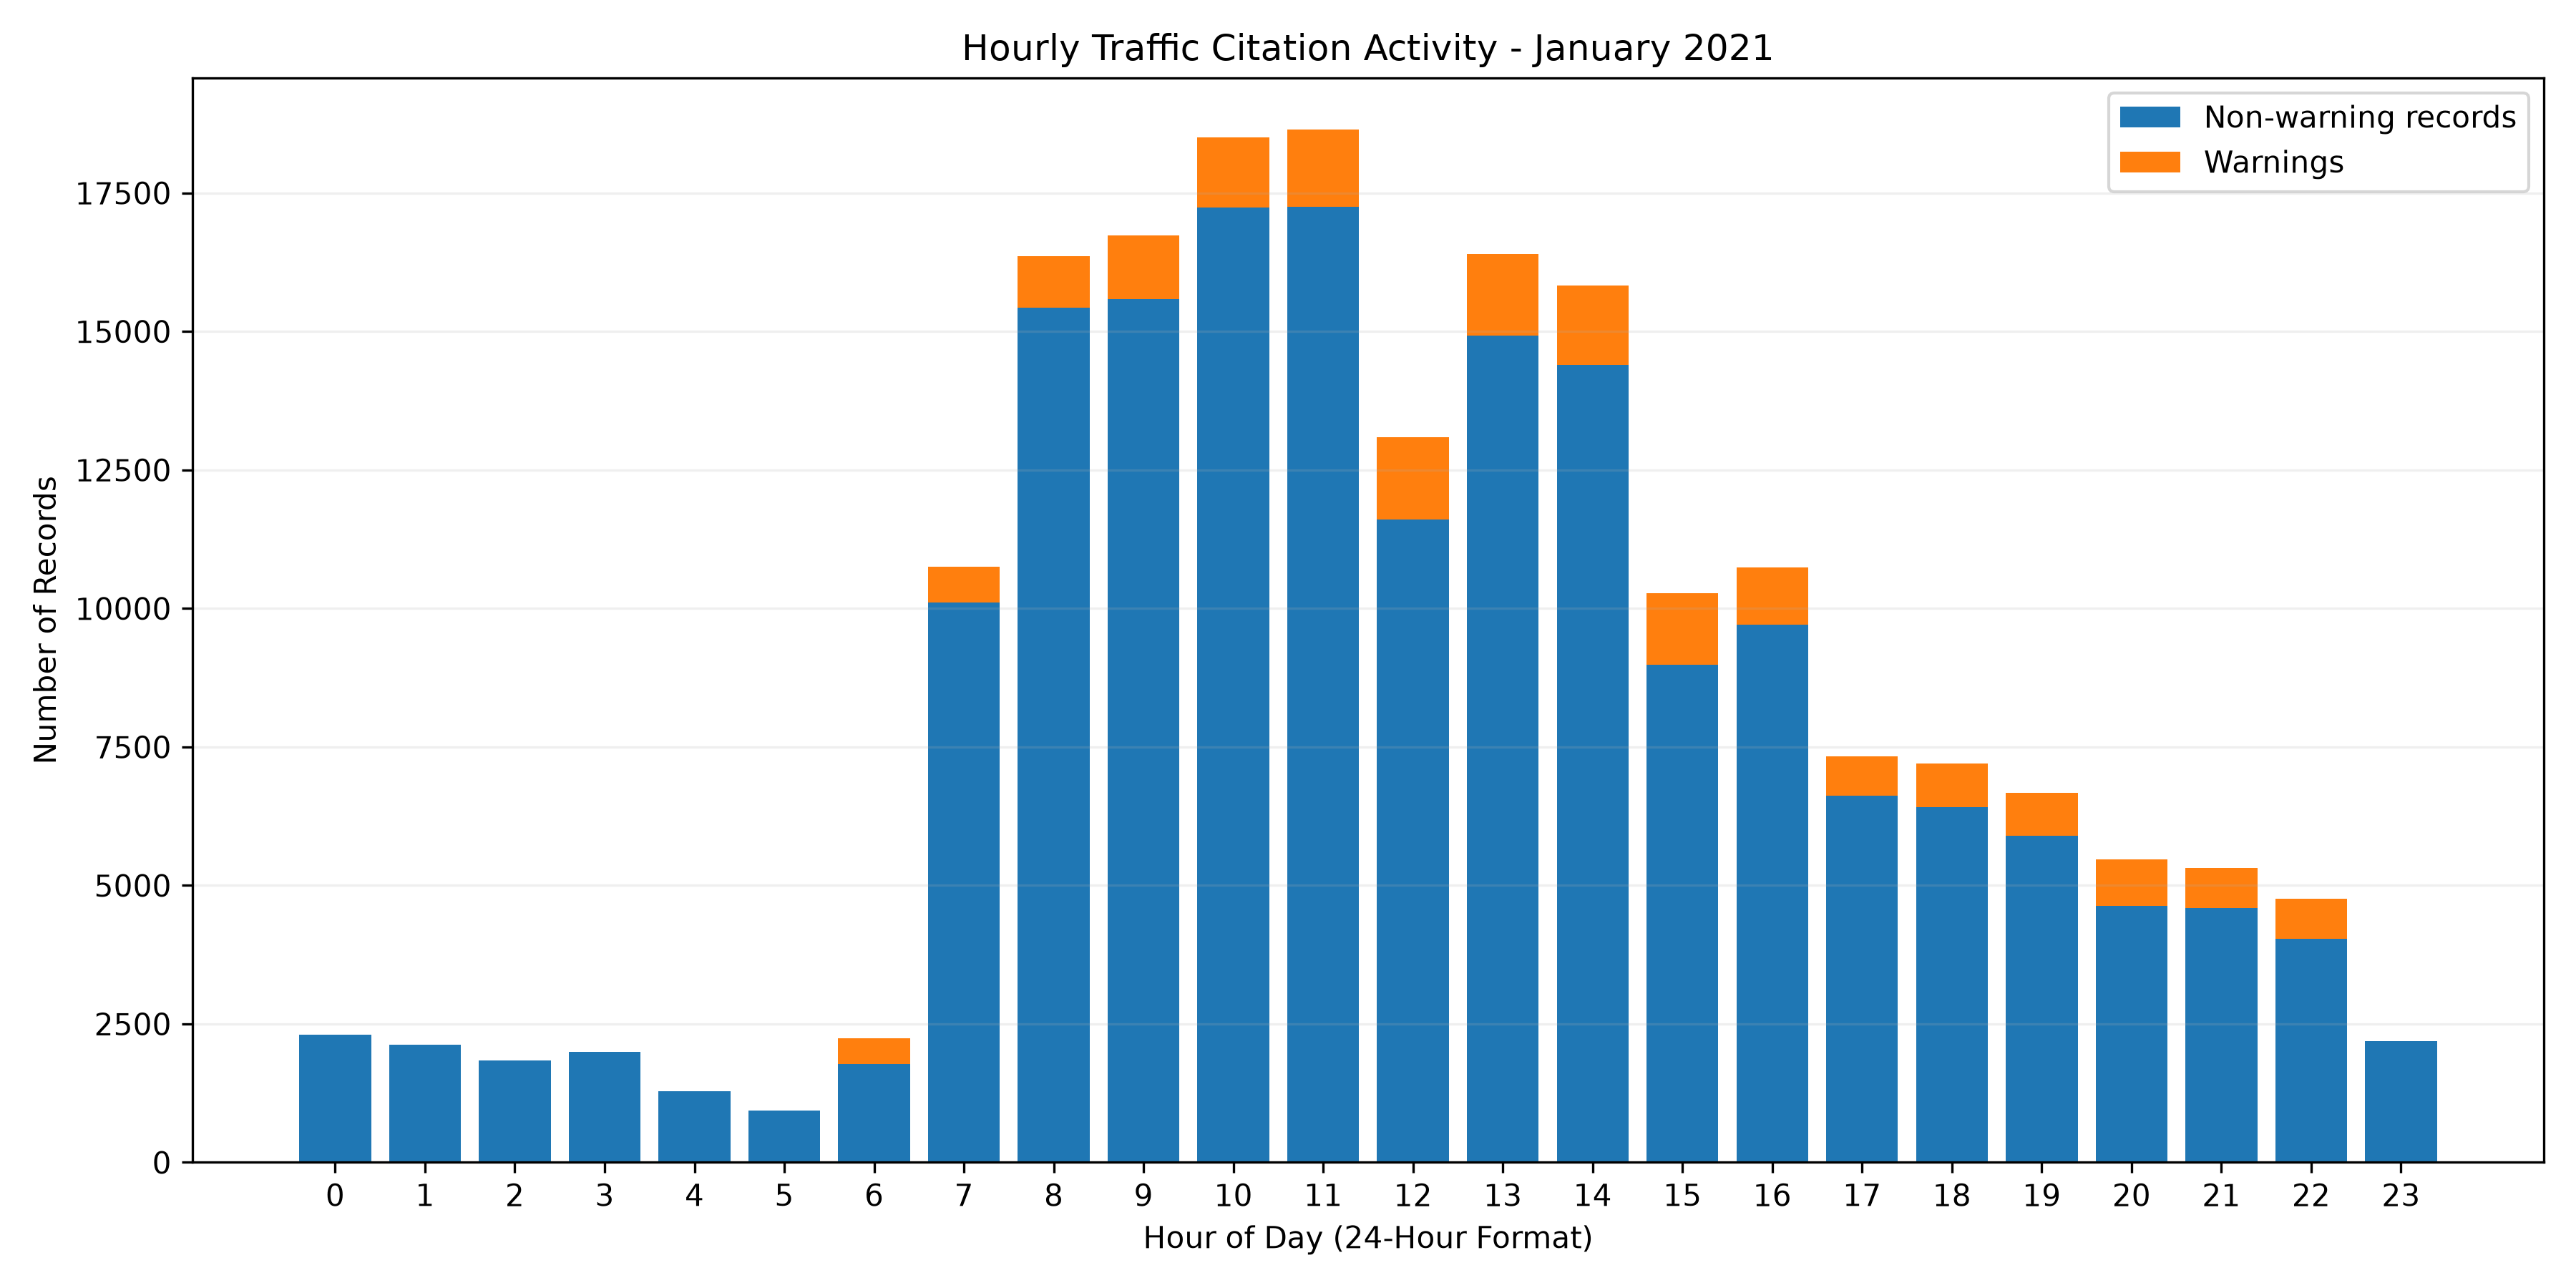 Hourly Traffic Citation Activity - January 2021
Non-warning records
Warnings
Number of Records
17500
15000
12500
10000
7500
5000
2500
0
0 1 2 3 4 5 6 7 8 9 10 11 12 13 14 15 16 17 18 19 20 21 22 23
Hour of Day (24-Hour Format)